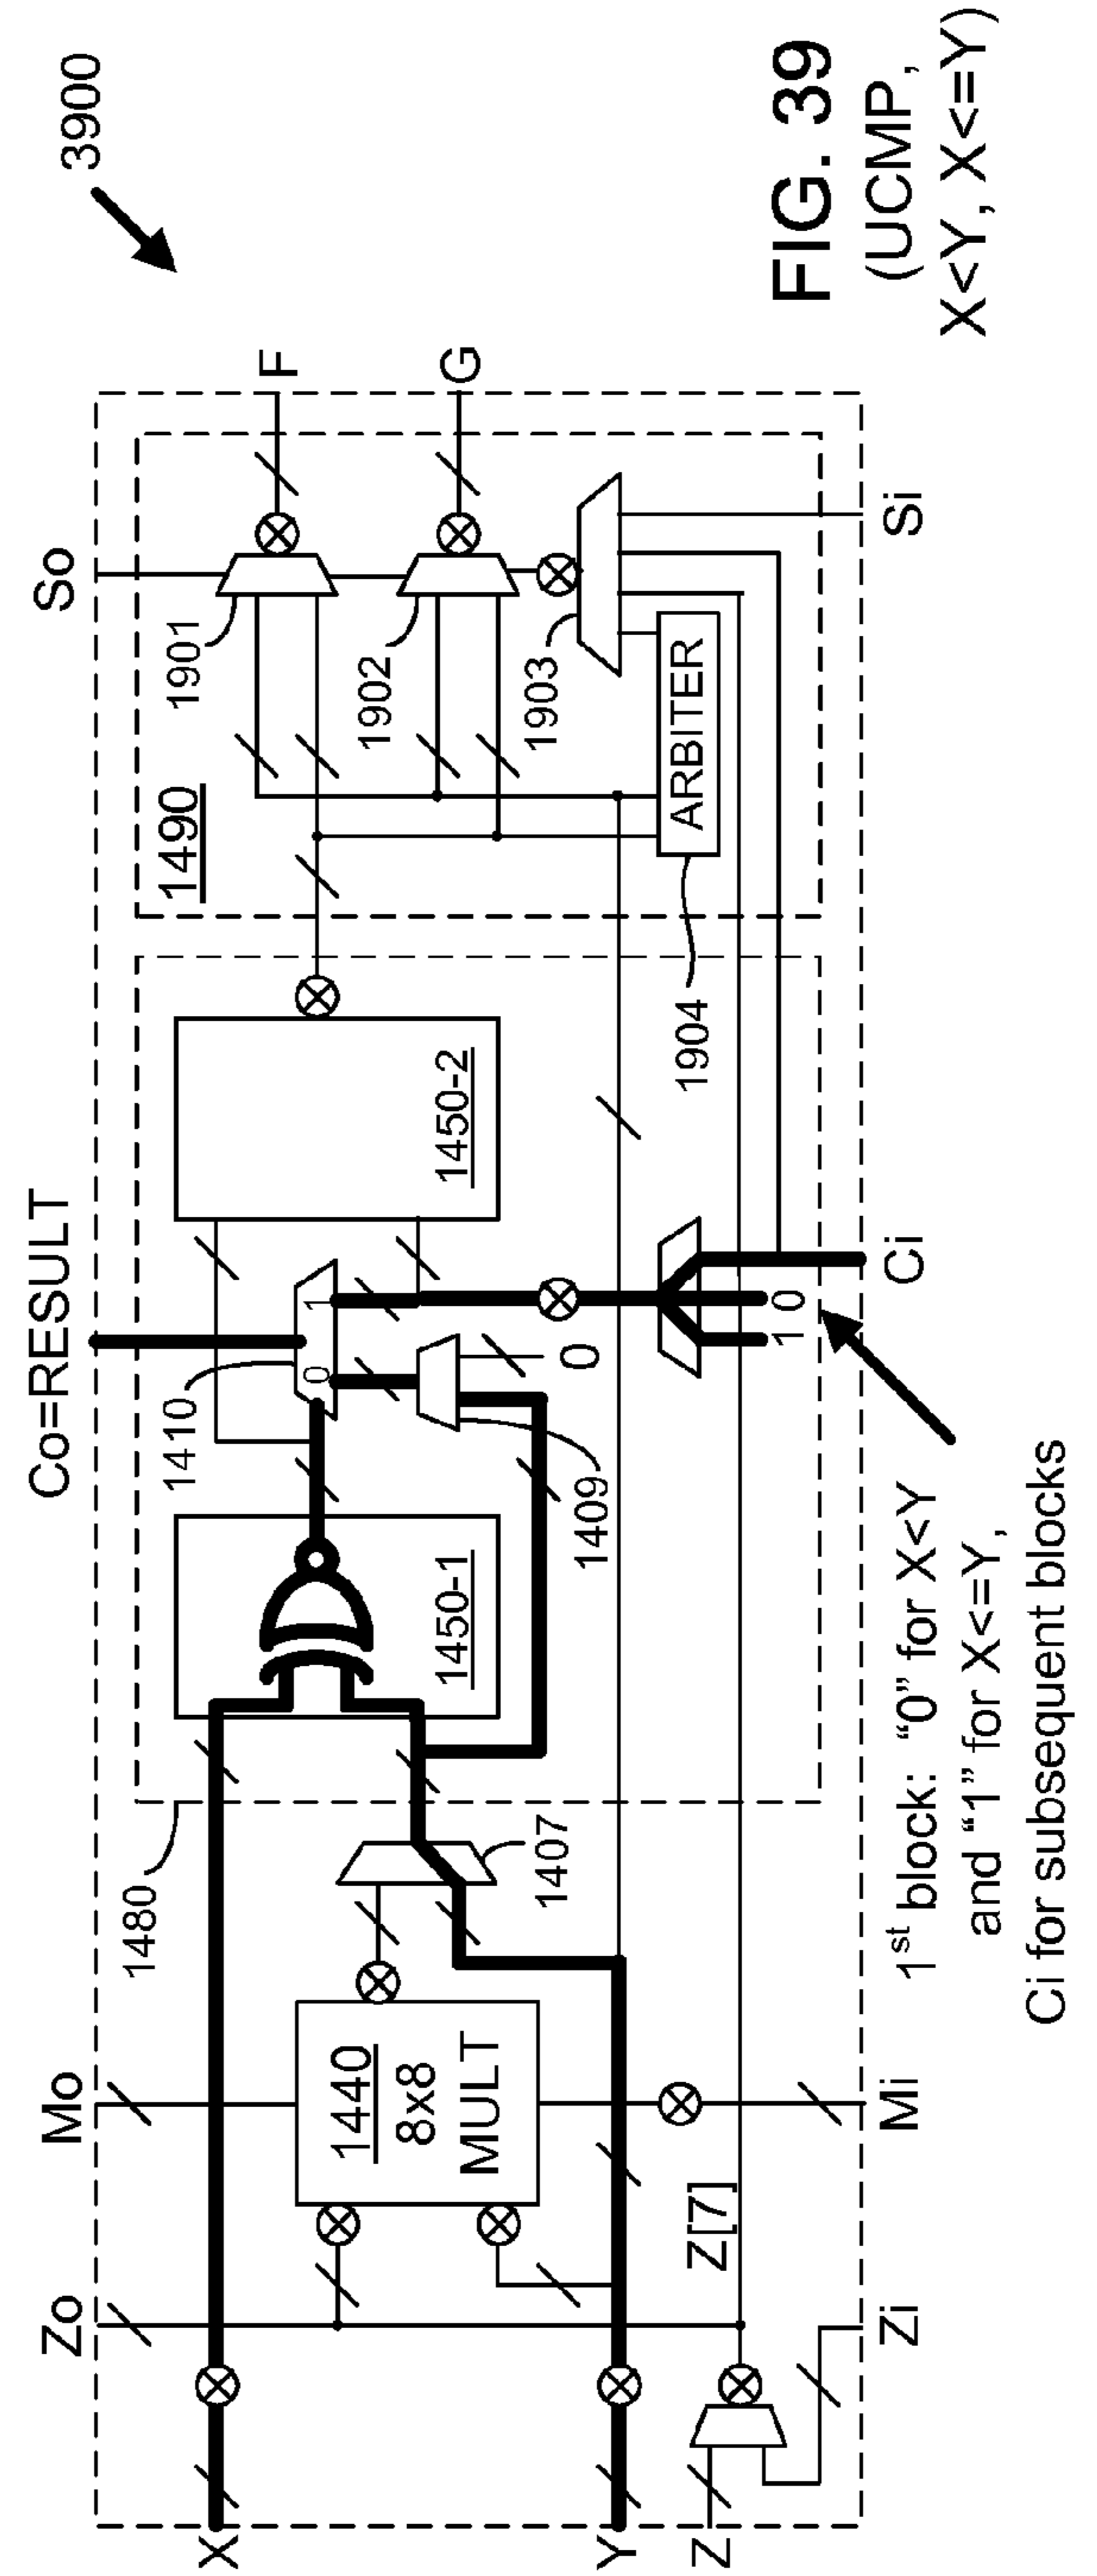 3900
So
Co=RESULT
Mo
Zo
F
G
1901
1902
1903
1490
ARBITER
1904
1450-2
1410
0
1
1409
0
1450-1
1480
1407
1440
8x8
MULT
X
Y
Z
Z[7]
Zi
Mi
1
0
Ci
Si
1st block: "0" for X<Y
and "1" for X<=Y,
Ci for subsequent blocks
FIG. 39
(UCMP,
X<Y, X<=Y)